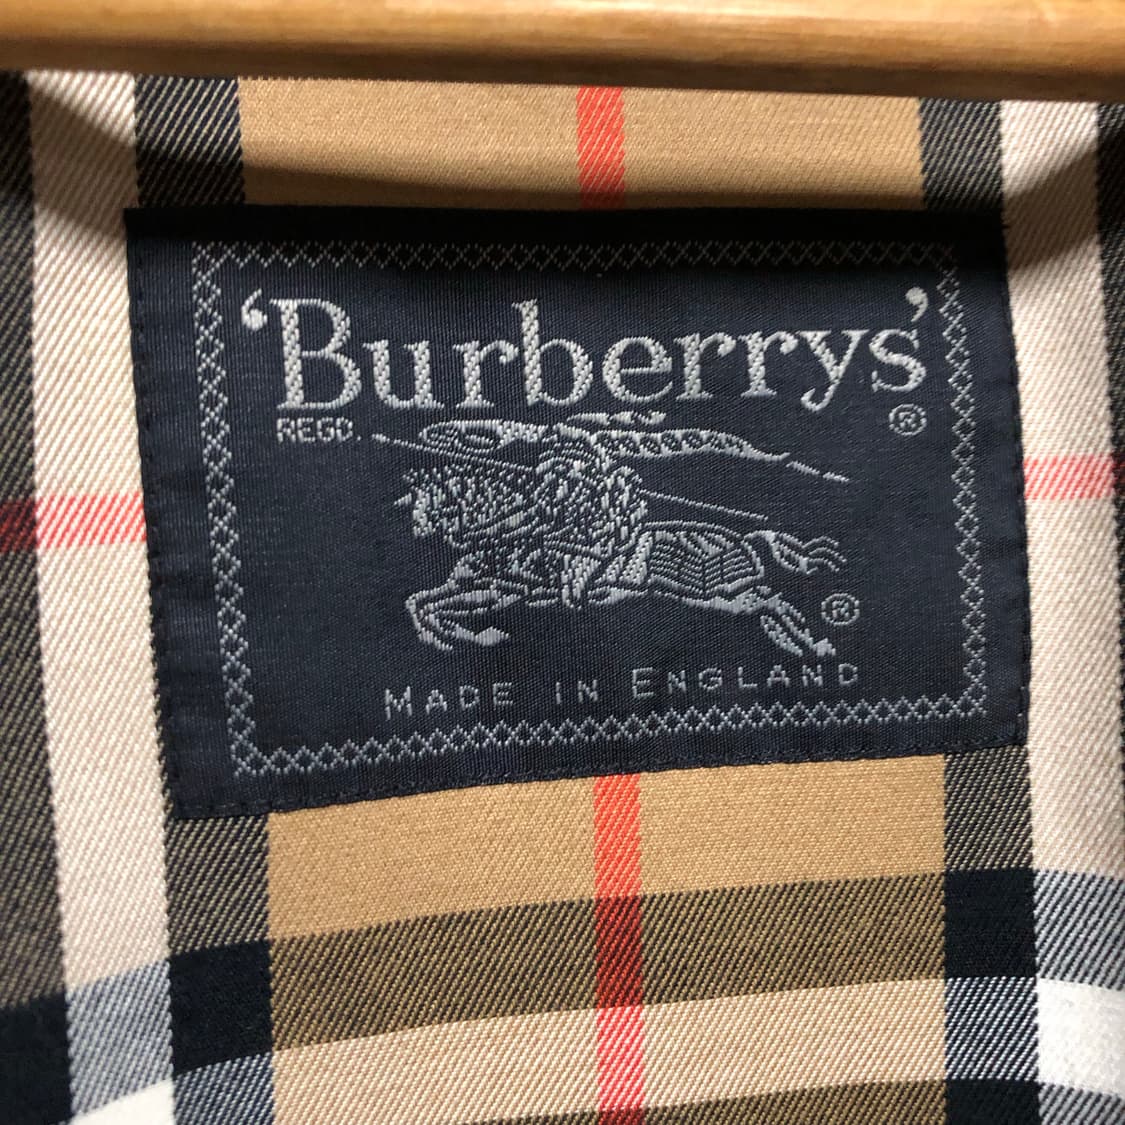 ‘Burberrys’
REGD. ®
®
MADE IN ENGLAND